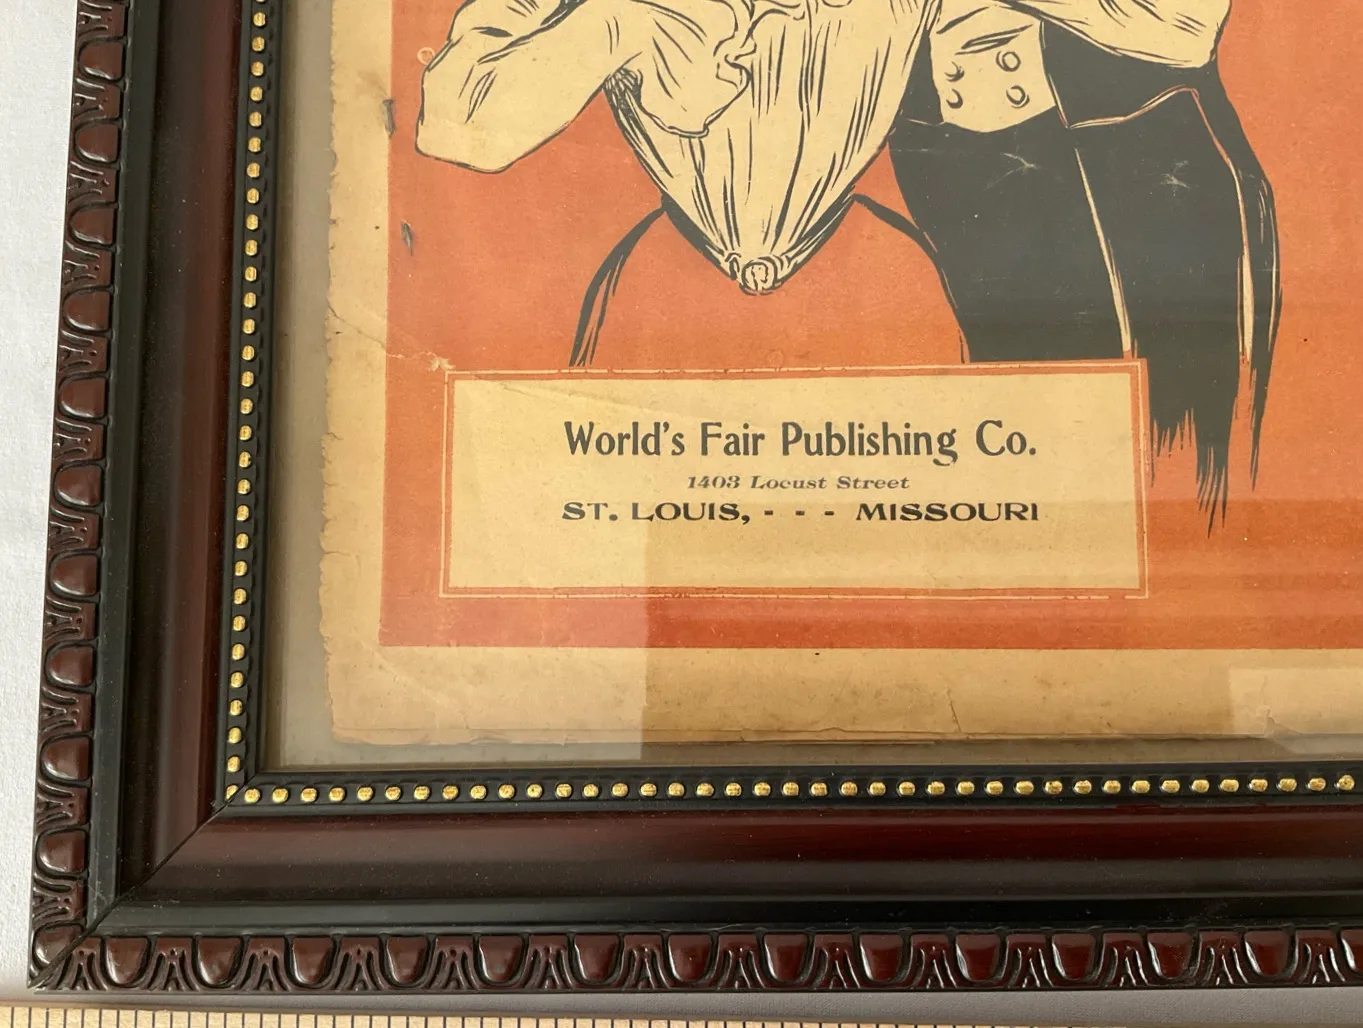 World's Fair Publishing Co.
1403 Locust Street
ST. LOUIS, - - - MISSOURI